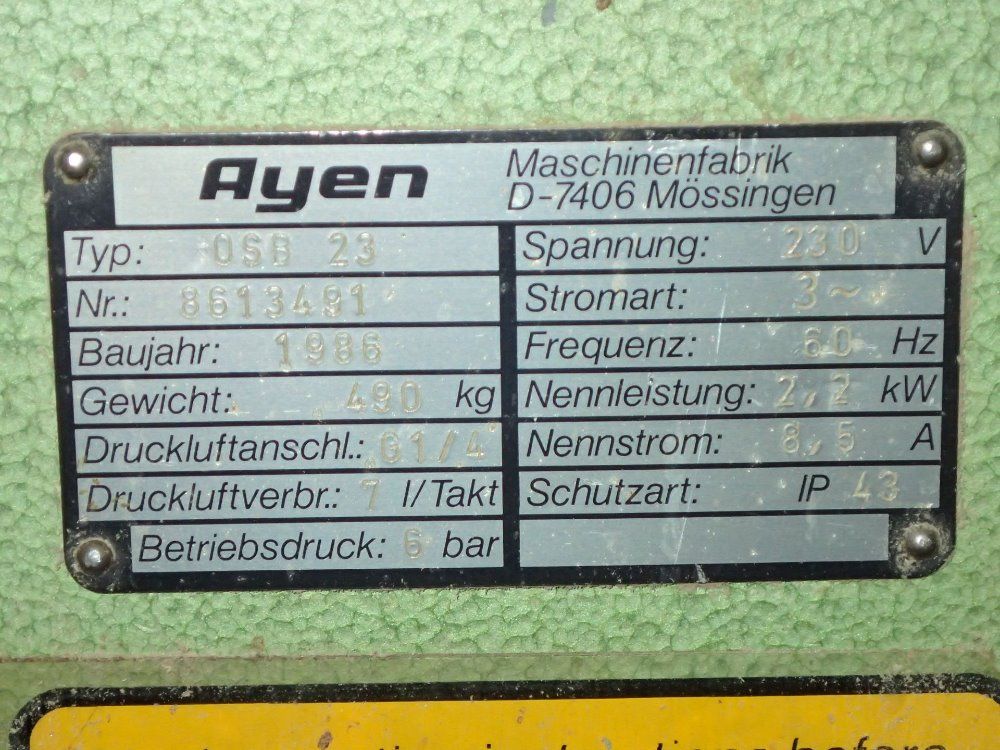 Ayen
Maschinenfabrik
D-7406 Mössingen
Typ: OSB 23
Nr.: 8613491
Baujahr: 1986
Gewicht: 490 kg
Druckluftanschl.: G1/4
Druckluftverbr.: 7 l/Takt
Betriebsdruck: 6 bar
Spannung: 230 V
Stromart: 3~
Frequenz: 60 Hz
Nennleistung: 2,2 kW
Nennstrom: 8,5 A
Schutzart: IP 43
instructions before